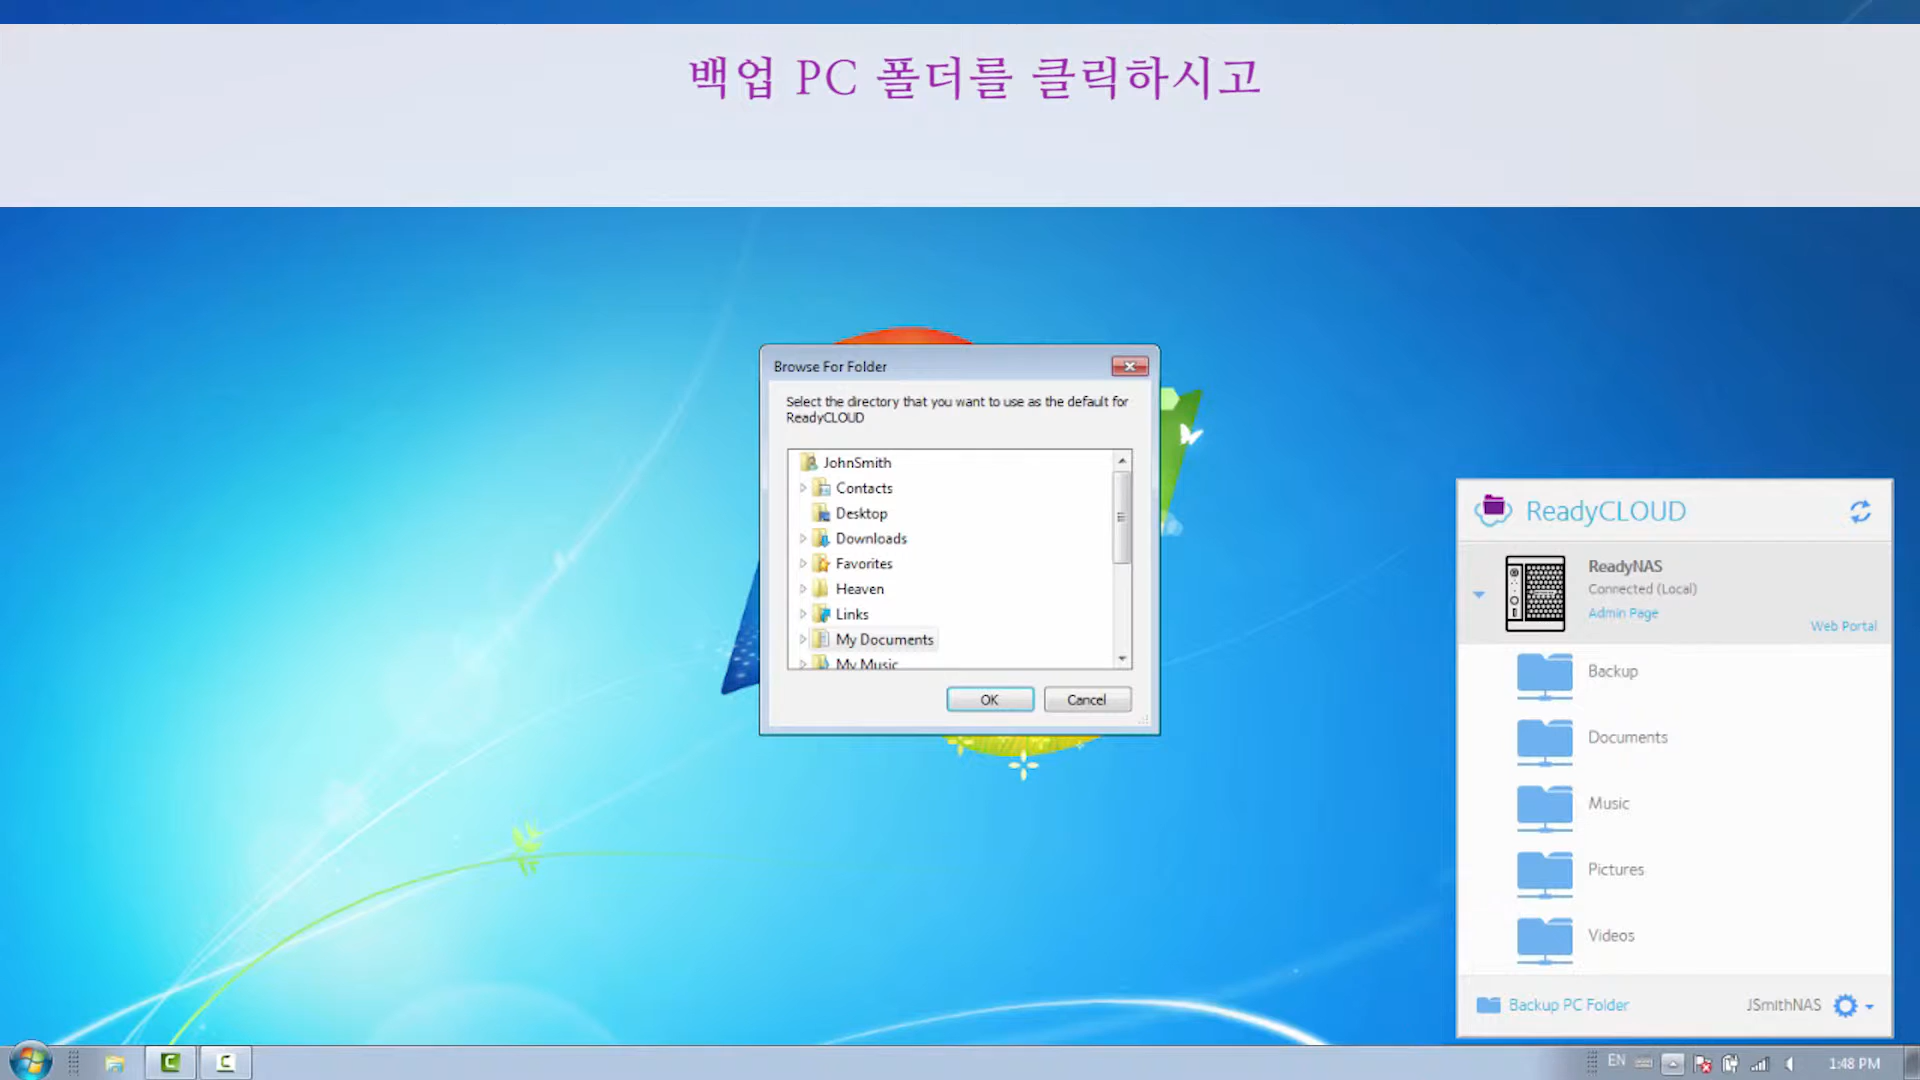 백업 PC 폴더를 클릭하시고
Browse For Folder
Select the directory that you want to use as the default for
ReadyCLOUD
JohnSmith
Contacts
Desktop
Downloads
Favorites
Heaven
Links
My Documents
My Music
OK
Cancel
ReadyCLOUD
ReadyNAS
Connected (Local)
Admin Page
Web Portal
Backup
Documents
Music
Pictures
Videos
Backup PC Folder
JSmithNAS
EN
1:48 PM